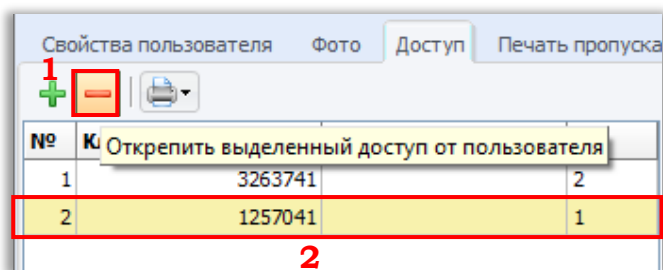 Свойства пользователя Фото Доступ Печать пропуска
1
№ Открепить выделенный доступ от пользователя
1 3263741 2
2 1257041 1
2